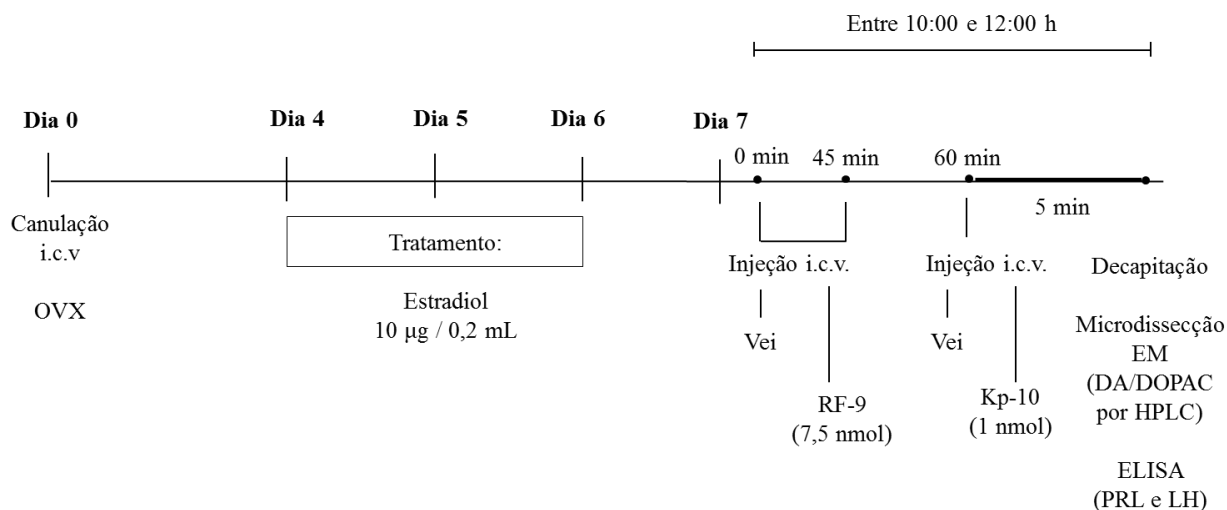 Entre 10:00 e 12:00 h
Dia 0
Dia 4
Dia 5
Dia 6
Dia 7
0 min
45 min
60 min
5 min
Canulação
i.c.v
OVX
Tratamento:
Estradiol
10 μg / 0,2 mL
Injeção i.c.v.
Vei
RF-9
(7,5 nmol)
Injeção i.c.v.
Vei
Kp-10
(1 nmol)
Decapitação
Microdissecção
EM
(DA/DOPAC
por HPLC)
ELISA
(PRL e LH)